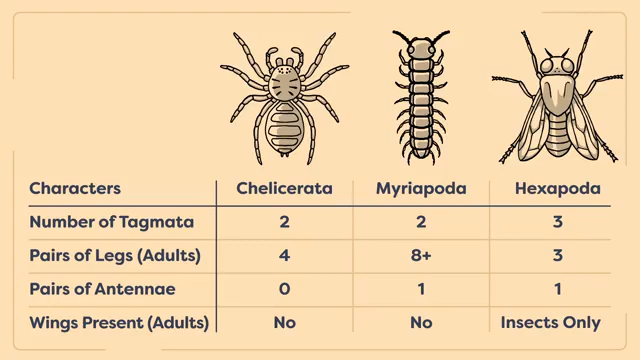 Characters Chelicerata Myriapoda Hexapoda
Number of Tagmata 2 2 3
Pairs of Legs (Adults) 4 8+ 3
Pairs of Antennae 0 1 1
Wings Present (Adults) No No Insects Only